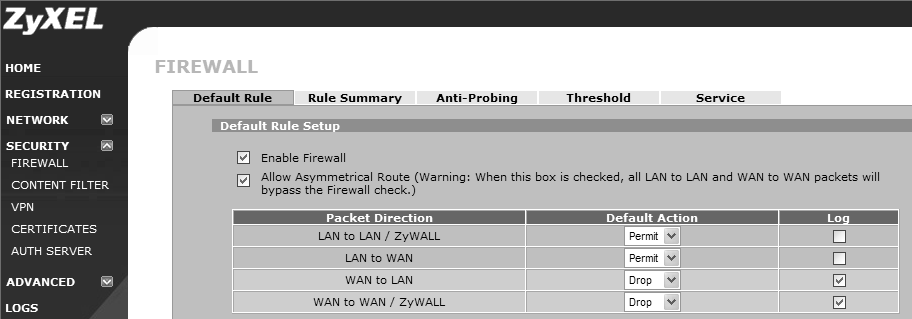 ZyXEL
HOME
REGISTRATION
NETWORK
SECURITY
FIREWALL
CONTENT FILTER
VPN
CERTIFICATES
AUTH SERVER
ADVANCED
LOGS
FIREWALL
Default Rule Rule Summary Anti-Probing Threshold Service
Default Rule Setup
Enable Firewall
Allow Asymmetrical Route (Warning: When this box is checked, all LAN to LAN and WAN to WAN packets will
bypass the Firewall check.)
Packet Direction Default Action Log
LAN to LAN / ZyWALL Permit
LAN to WAN Permit
WAN to LAN Drop
WAN to WAN / ZyWALL Drop